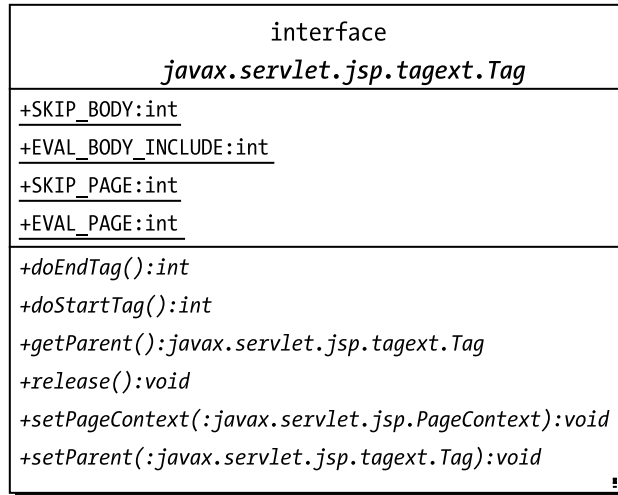 interface
javax.servlet.jsp.tagext.Tag
+SKIP_BODY:int
+EVAL_BODY_INCLUDE:int
+SKIP_PAGE:int
+EVAL_PAGE:int
+doEndTag():int
+doStartTag():int
+getParent():javax.servlet.jsp.tagext.Tag
+release():void
+setPageContext(:javax.servlet.jsp.PageContext):void
+setParent(:javax.servlet.jsp.tagext.Tag):void